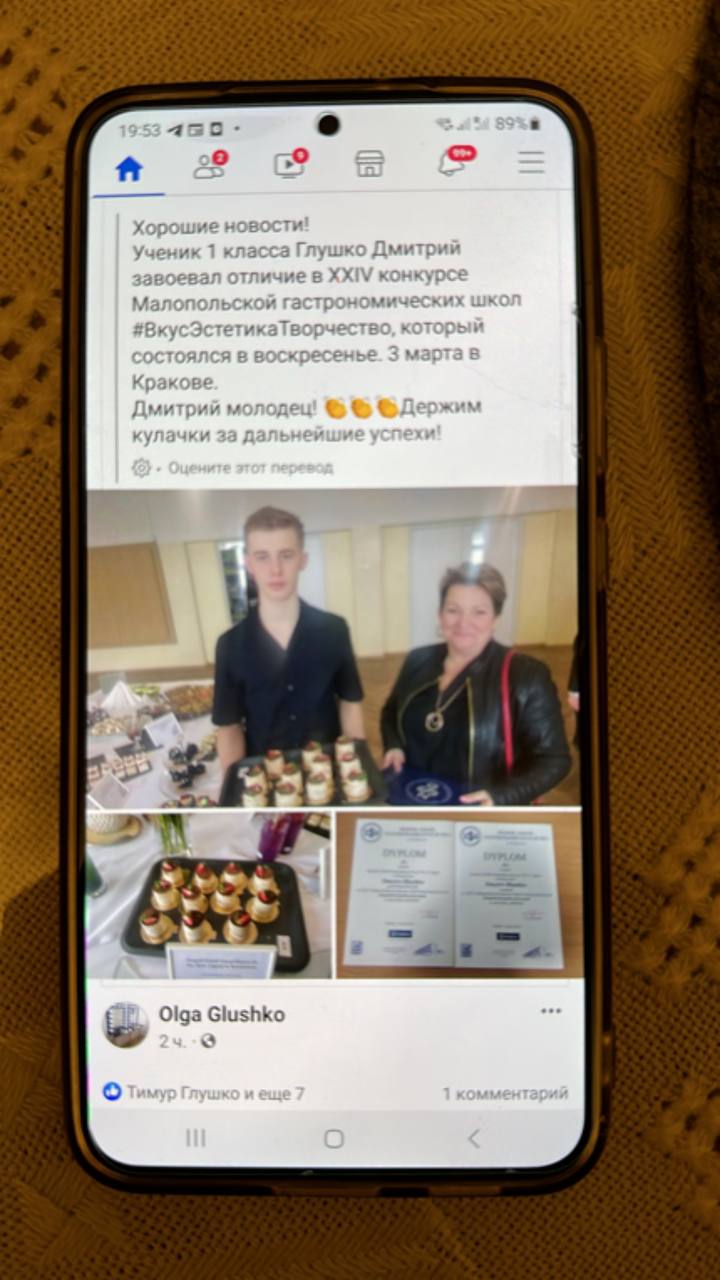 19:53
89%
2
9
99+
Хорошие новости!
Ученик 1 класса Глушко Дмитрий
завоевал отличие в XXIV конкурсе
Малопольской гастрономических школ
#ВкусЭстетикаТворчество, который
состоялся в воскресенье. 3 марта в
Кракове.
Дмитрий молодец! 👏👏👏Держим
кулачки за дальнейшие успехи!
· Оцените этот перевод
DYPLOM
DYPLOM
Olga Glushko
2 ч. ·
Тимур Глушко и еще 7
1 комментарий